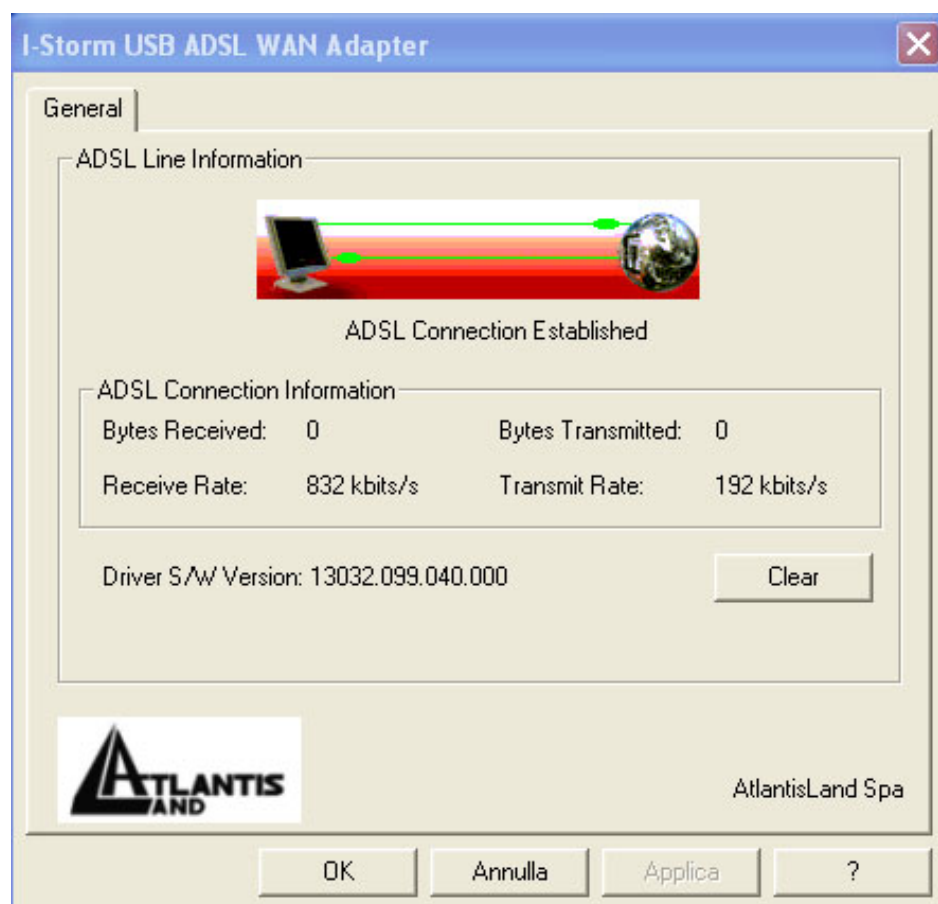 I-Storm USB ADSL WAN Adapter
General
ADSL Line Information
ADSL Connection Established
ADSL Connection Information
Bytes Received: 0 Bytes Transmitted: 0
Receive Rate: 832 kbits/s Transmit Rate: 192 kbits/s
Driver S/W Version: 13032.099.040.000 Clear
ATLANTIS
LAND
AtlantisLand Spa
OK Annulla Applica ?